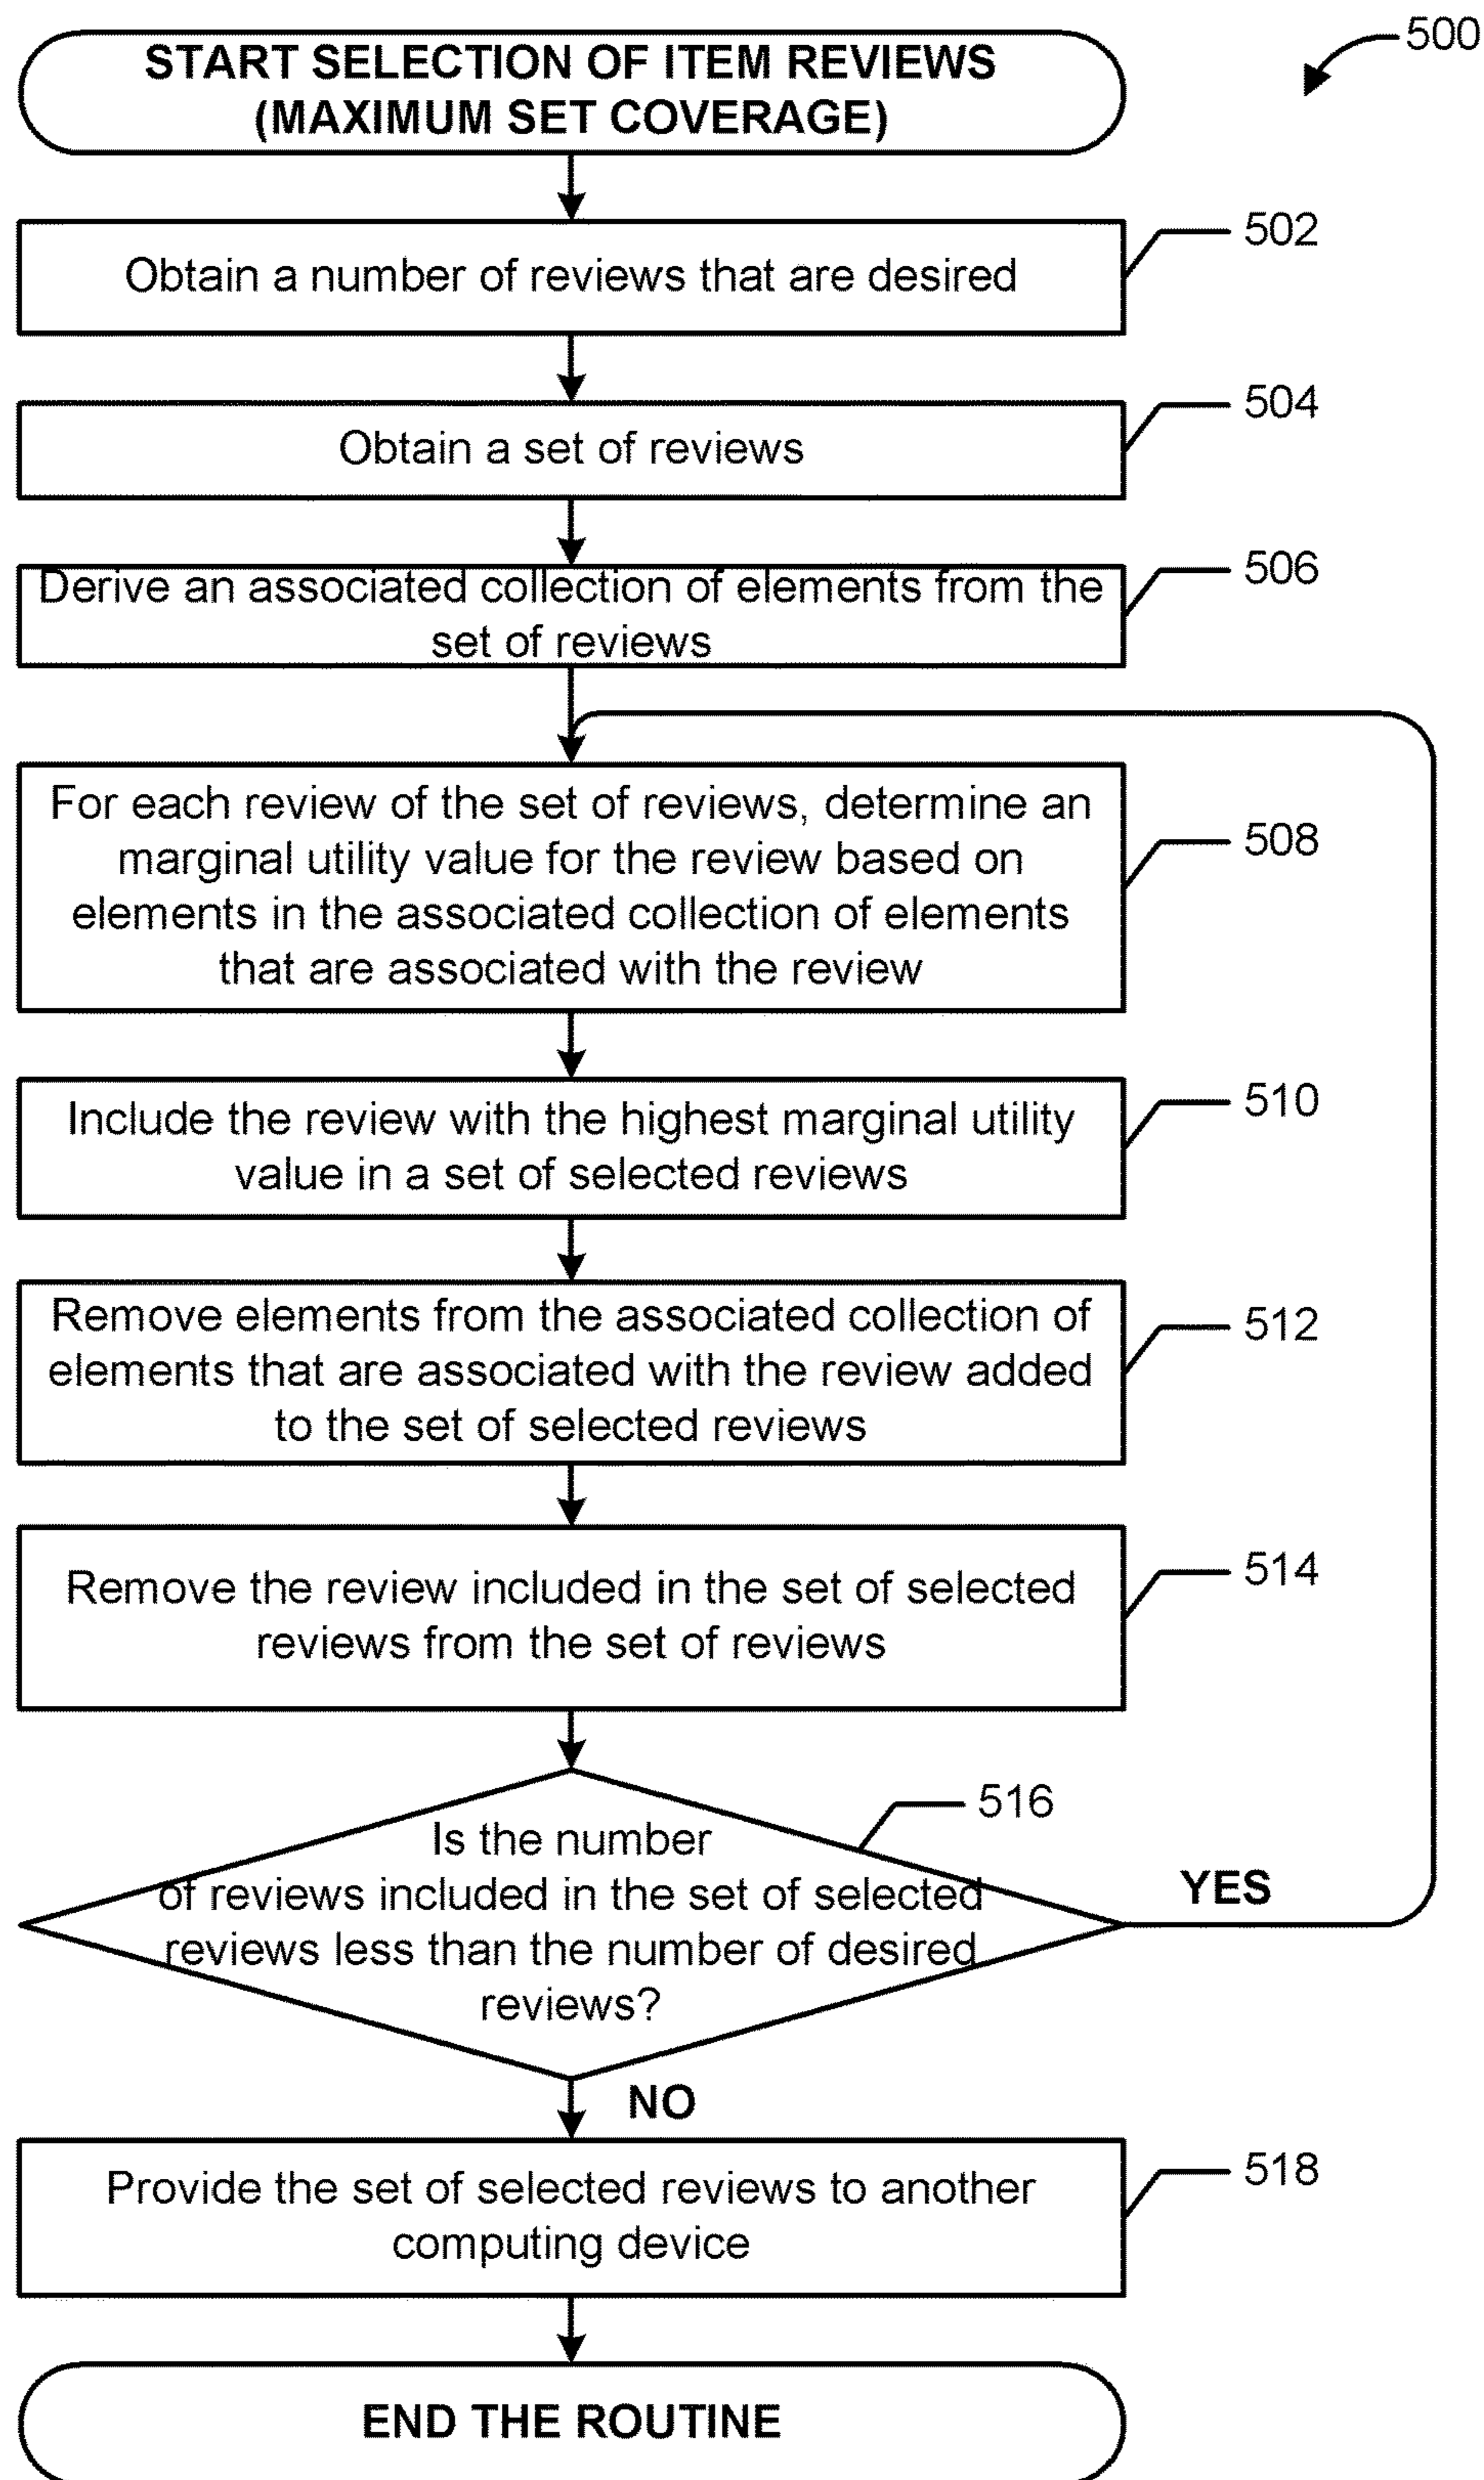 START SELECTION OF ITEM REVIEWS
(MAXIMUM SET COVERAGE)
500
Obtain a number of reviews that are desired
502
Obtain a set of reviews
504
Derive an associated collection of elements from the
set of reviews
506
For each review of the set of reviews, determine an
marginal utility value for the review based on
elements in the associated collection of elements
that are associated with the review
508
Include the review with the highest marginal utility
value in a set of selected reviews
510
Remove elements from the associated collection of
elements that are associated with the review added
to the set of selected reviews
512
Remove the review included in the set of selected
reviews from the set of reviews
514
Is the number
of reviews included in the set of selected
reviews less than the number of desired
reviews?
516
YES
NO
Provide the set of selected reviews to another
computing device
518
END THE ROUTINE